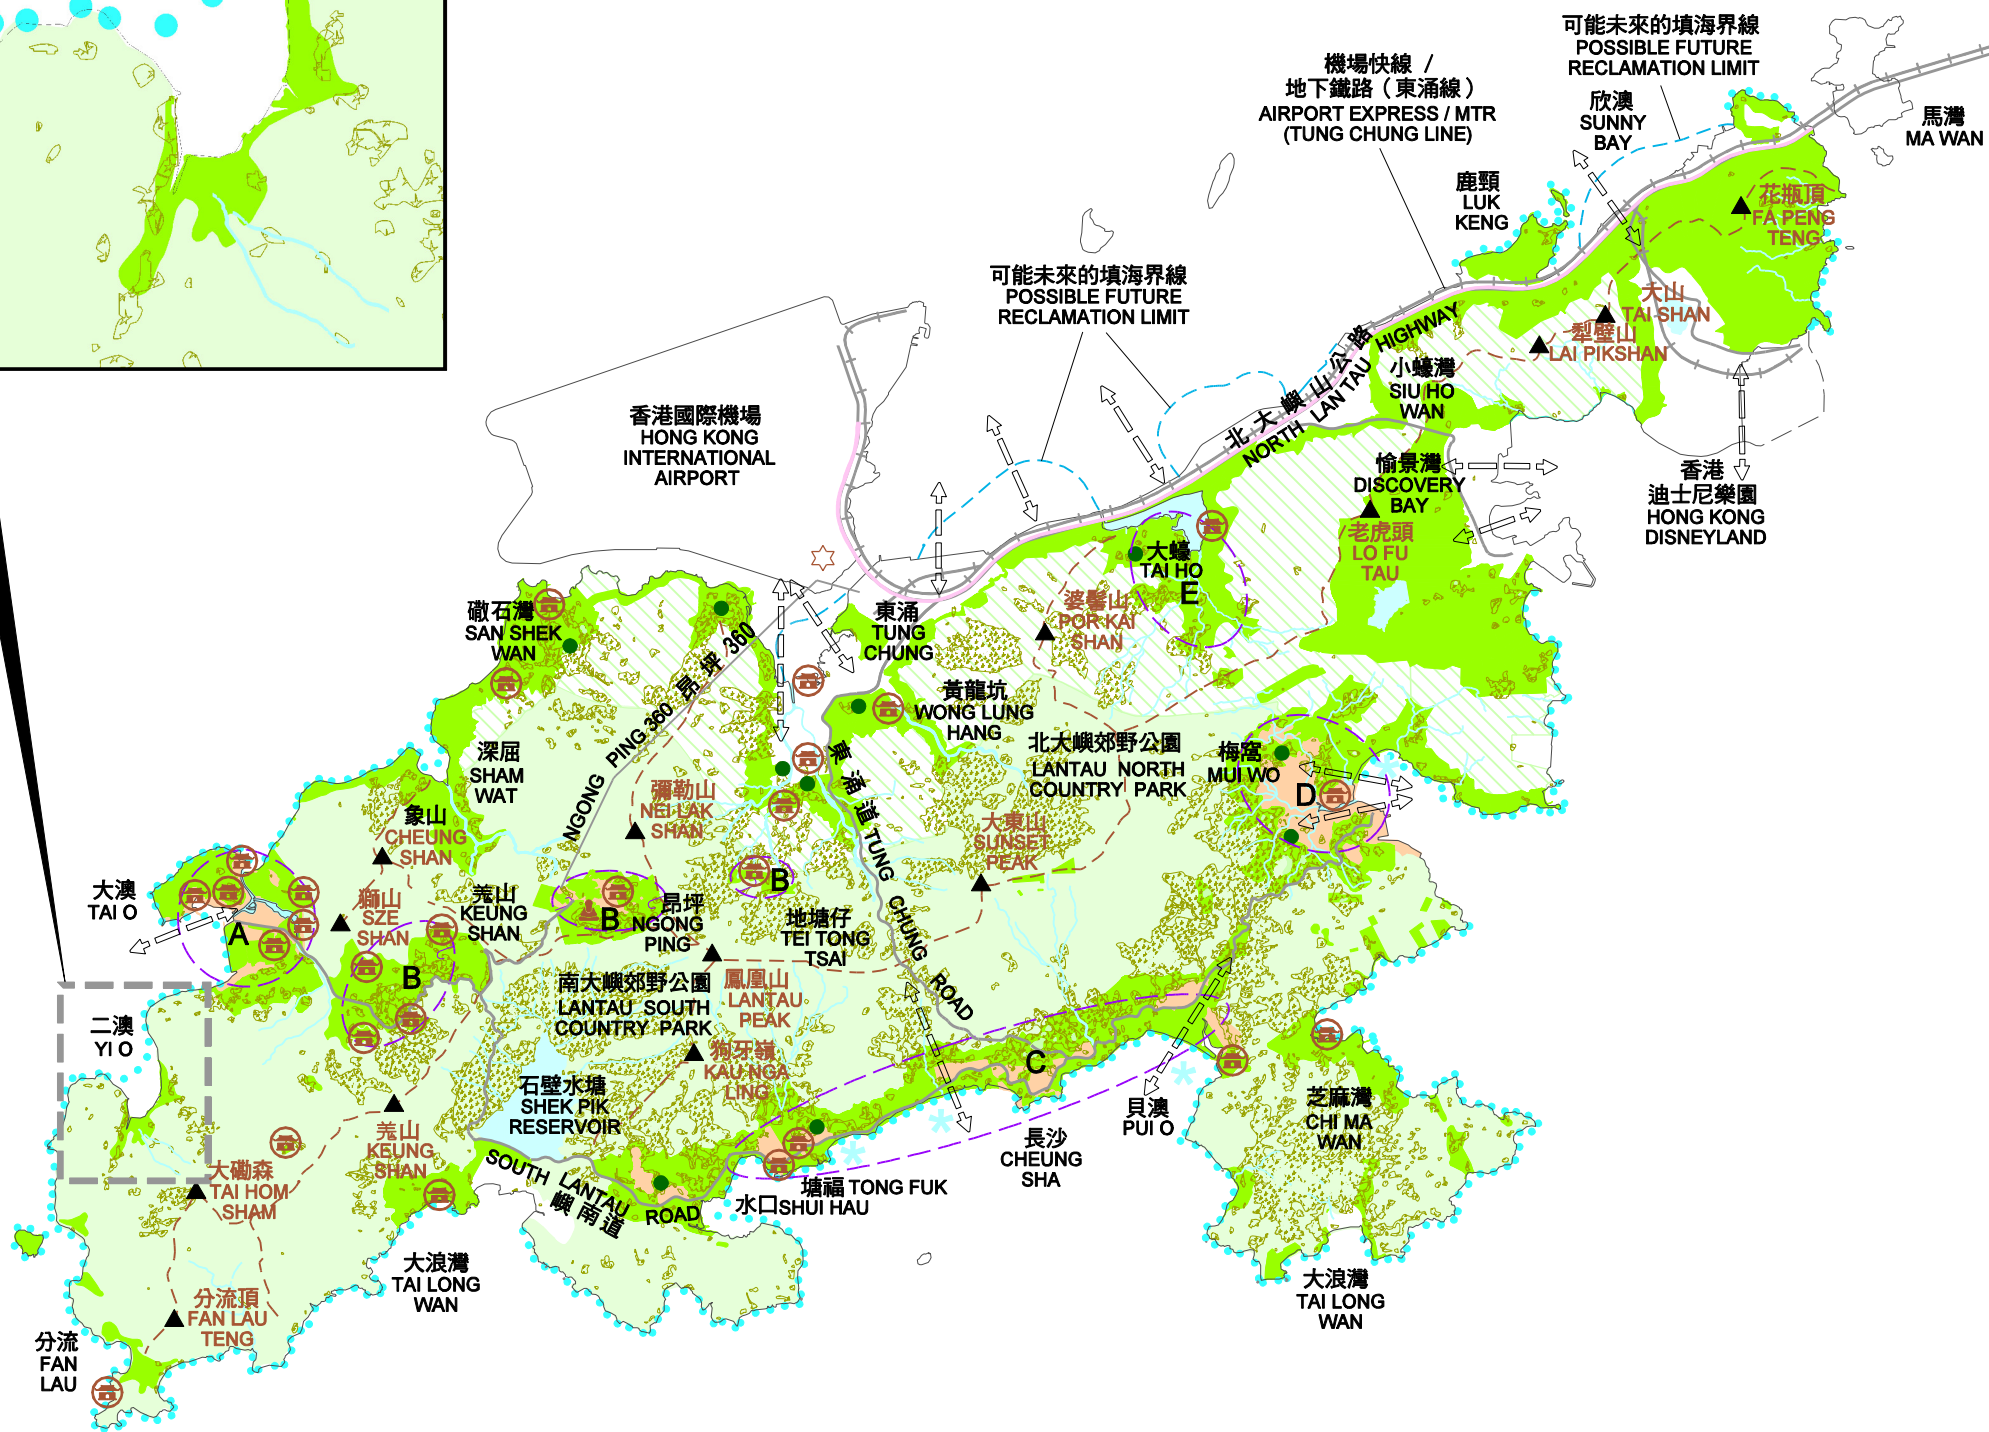 可能未來的填海界線
POSSIBLE FUTURE
RECLAMATION LIMIT
機場快線 /
地下鐵路（東涌線）
AIRPORT EXPRESS / MTR
(TUNG CHUNG LINE)
欣澳
SUNNY
BAY
馬灣
MA WAN
鹿頸
LUK
KENG
花瓶頂
FA PENG
TENG
可能未來的填海界線
POSSIBLE FUTURE
RECLAMATION LIMIT
大山
TAI SHAN
犁壁山
LAI PIKSHAN
北大嶼山公路
NORTH LANTAU HIGHWAY
小蠔灣
SIU HO
WAN
香港國際機場
HONG KONG
INTERNATIONAL
AIRPORT
愉景灣
DISCOVERY
BAY
香港
迪士尼樂園
HONG KONG
DISNEYLAND
老虎頭
LO FU
TAU
大蠔
TAI HO
E
磡石灣
SAN SHEK
WAN
東涌
TUNG
CHUNG
婆髻山
POR KAI
SHAN
昂坪 360
NGONG PING 360
黃龍坑
WONG LUNG
HANG
深屈
SHAM
WAT
北大嶼郊野公園
LANTAU NORTH
COUNTRY PARK
梅窩
MUI WO
D
彌勒山
NEI LAK
SHAN
東涌道 TUNG CHUNG ROAD
象山
CHEUNG
SHAN
大東山
SUNSET
PEAK
大澳
TAI O
A
獅山
SZE
SHAN
羗山
KEUNG
SHAN
B
昂坪
NGONG
PING
B
地塘仔
TEI TONG
TSAI
B
南大嶼郊野公園
LANTAU SOUTH
COUNTRY PARK
鳳凰山
LANTAU
PEAK
二澳
YI O
狗牙嶺
KAU NGA
LING
C
石壁水塘
SHEK PIK
RESERVOIR
貝澳
PUI O
芝麻灣
CHI MA
WAN
羗山
KEUNG
SHAN
長沙
CHEUNG
SHA
大磡森
TAI HOM
SHAM
SOUTH LANTAU ROAD
嶼南道
塘福 TONG FUK
水口SHUI HAU
大浪灣
TAI LONG
WAN
大浪灣
TAI LONG
WAN
分流頂
FAN LAU
TENG
分流
FAN
LAU